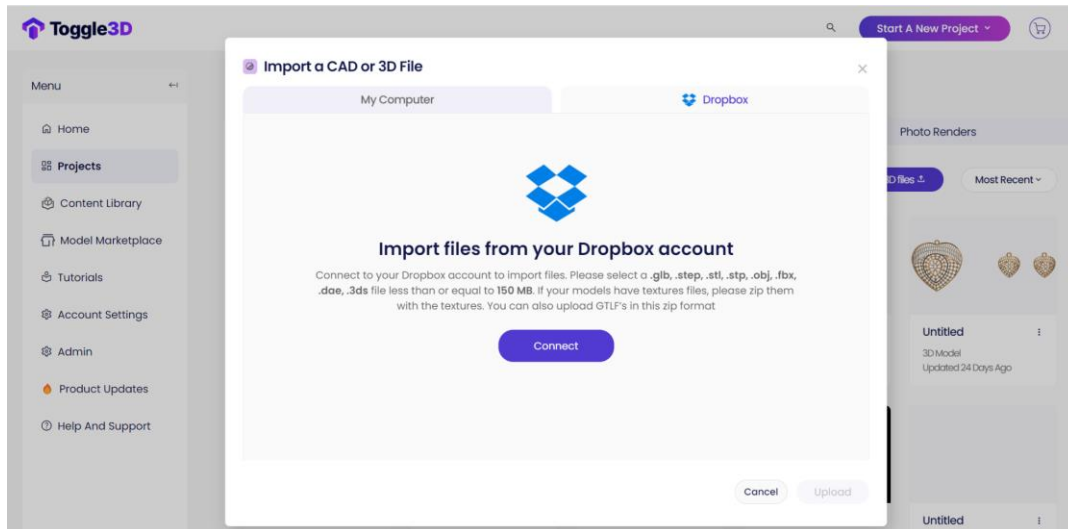 Toggle3D
Start A New Project
Menu
Home
Projects
Content Library
Model Marketplace
Tutorials
Account Settings
Admin
Product Updates
Help And Support
Import a CAD or 3D File
My Computer
Dropbox
Import files from your Dropbox account
Connect to your Dropbox account to import files. Please select a .glb, .step, .stl, .stp, .obj, .fbx,
.dae, .3ds file less than or equal to 150 MB. If your models have textures files, please zip them
with the textures. You can also upload GTLF's in this zip format
Connect
Cancel
Upload
Photo Renders
D files
Most Recent
Untitled
3D Model
Updated 24 Days Ago
Untitled